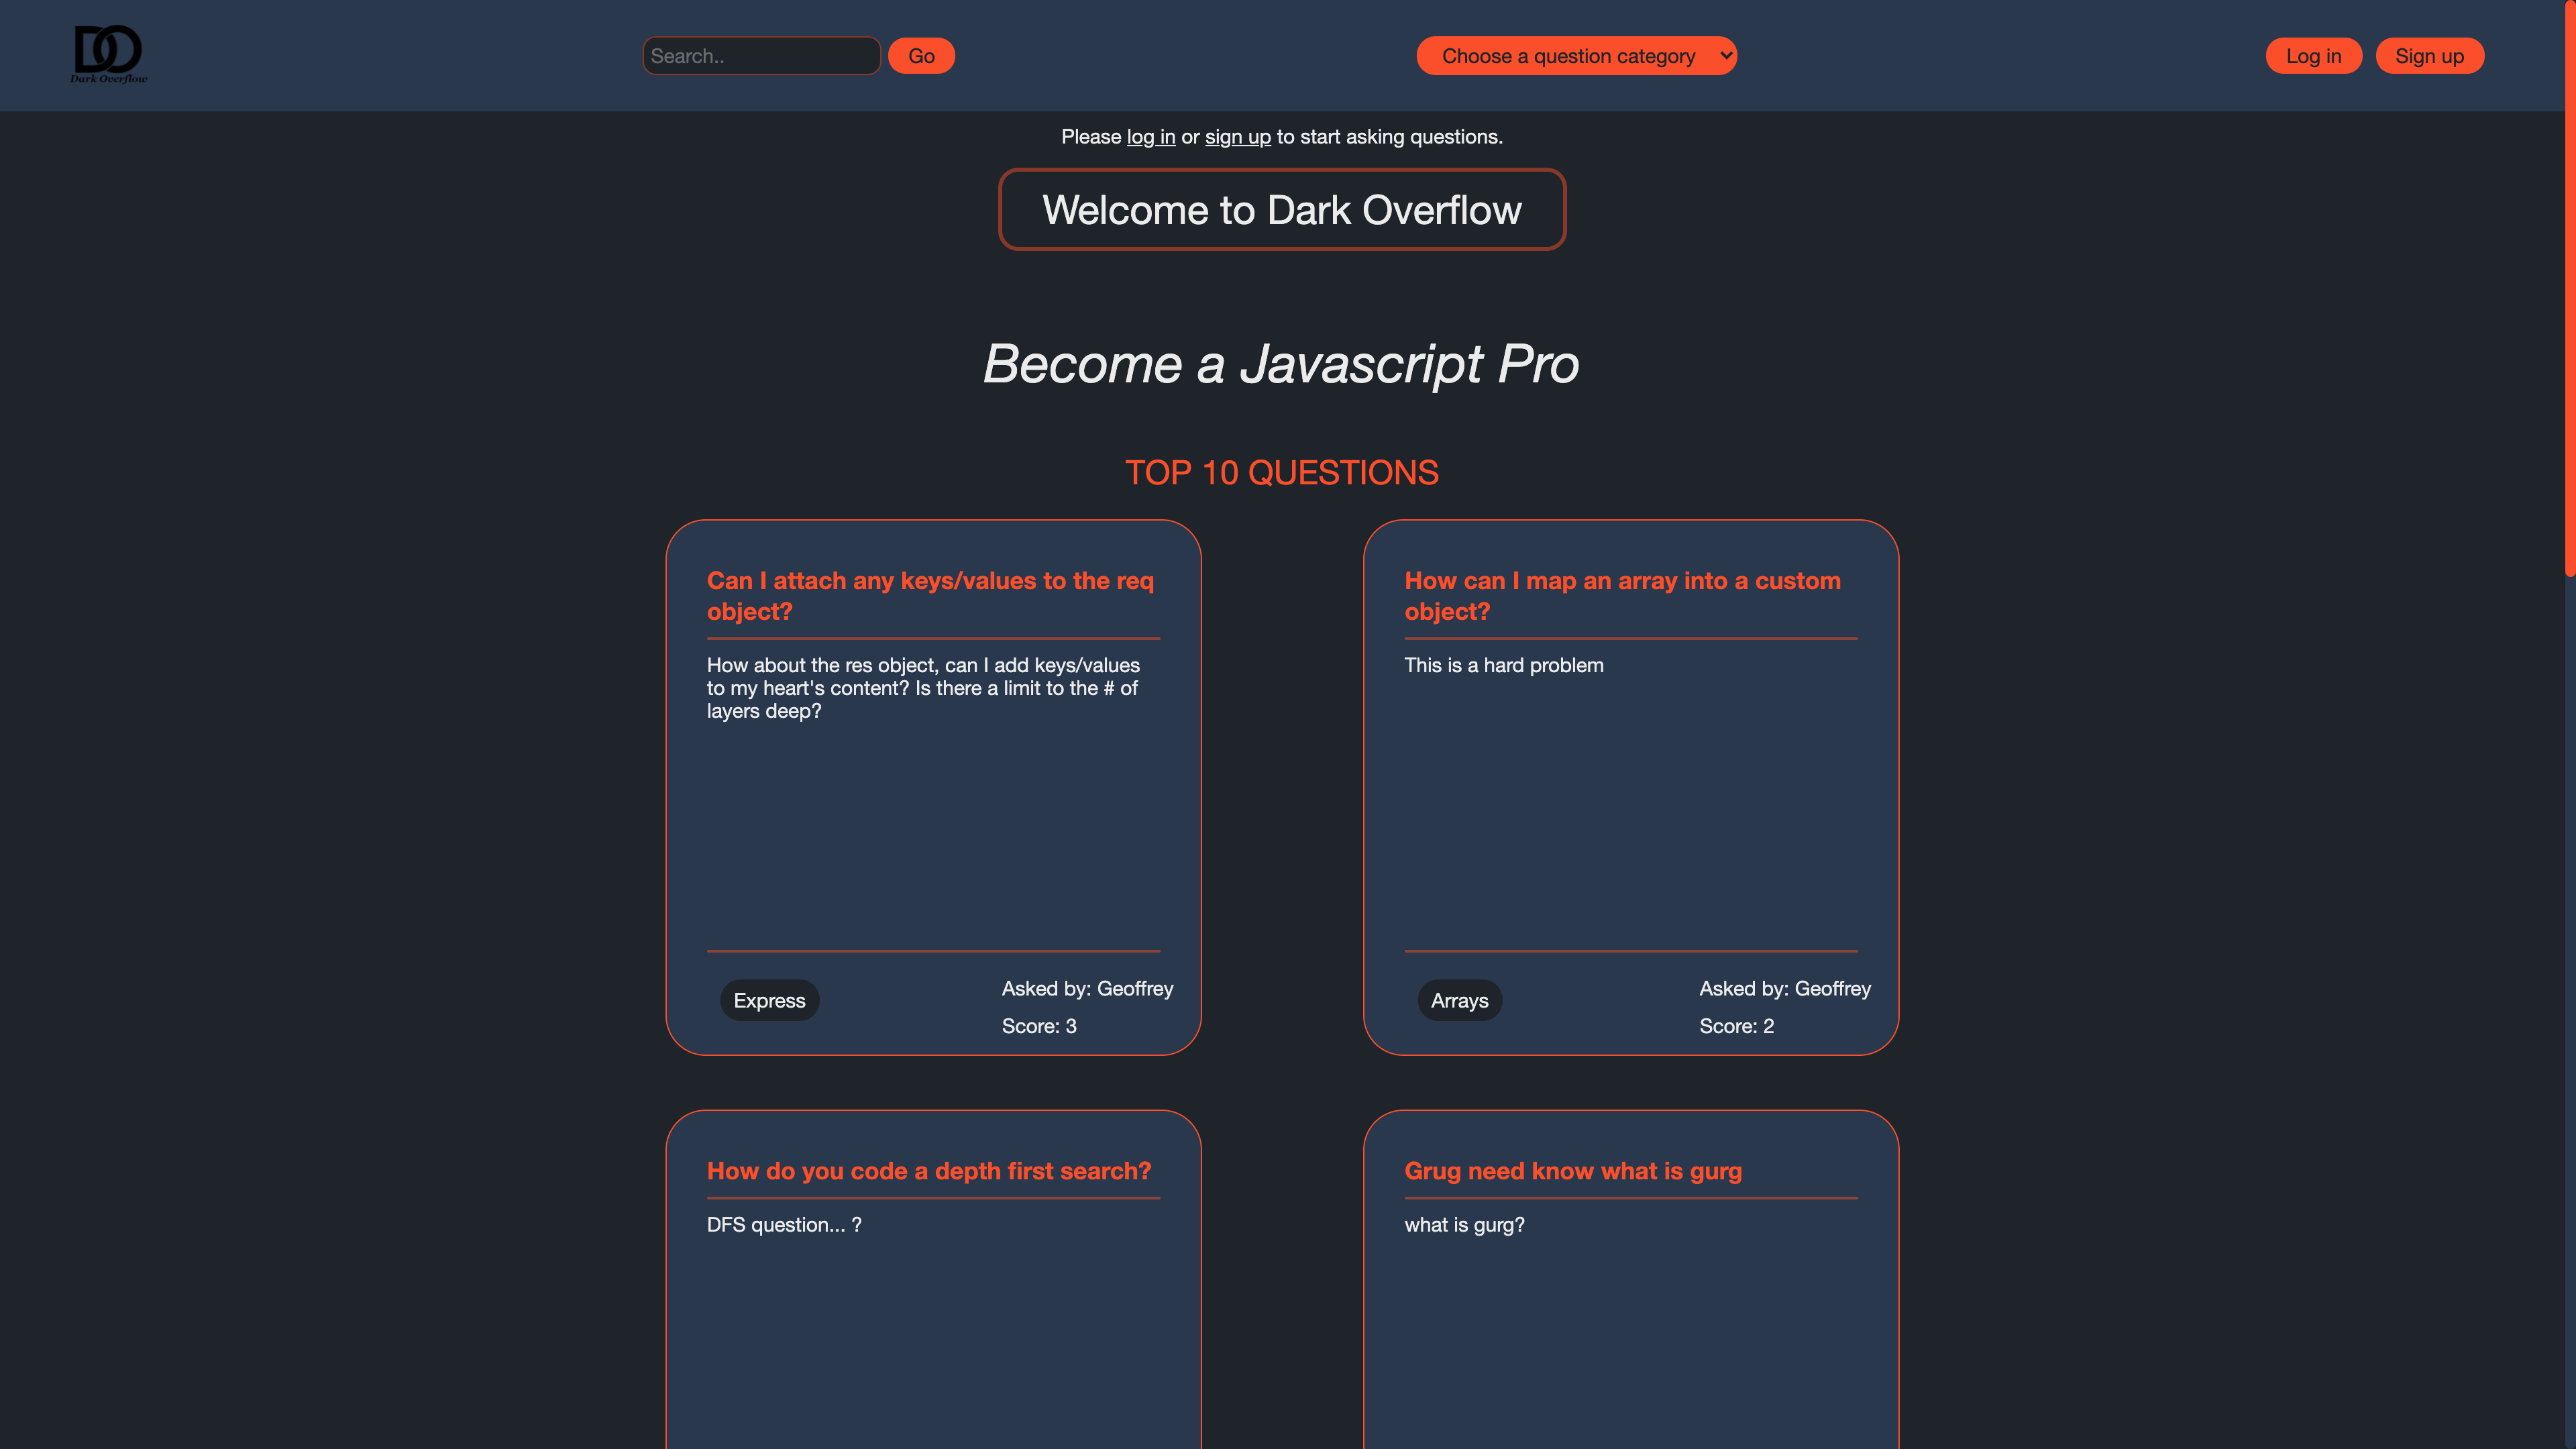 DO
Dark Overflow
Search..
Go
Choose a question category
Log in
Sign up
Please log in or sign up to start asking questions.
Welcome to Dark Overflow
Become a Javascript Pro
TOP 10 QUESTIONS
Can I attach any keys/values to the req
object?
How about the res object, can I add keys/values
to my heart's content? Is there a limit to the # of
layers deep?
Express
Asked by: Geoffrey
Score: 3
How can I map an array into a custom
object?
This is a hard problem
Arrays
Asked by: Geoffrey
Score: 2
How do you code a depth first search?
DFS question... ?
Grug need know what is gurg
what is gurg?